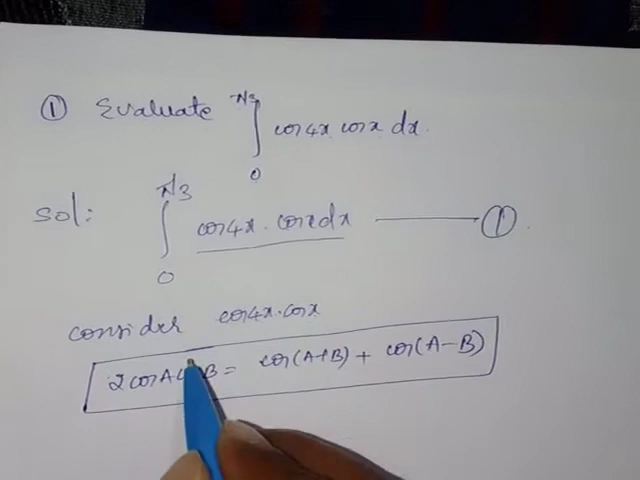 ① Evaluate ∫₀^π/3 cos4x cosx dx.
Sol: ∫₀^π/3 cos4x . cosx dx ——— ①
consider cos4x.cosx
2cosA cosB = cos(A+B) + cos(A-B)